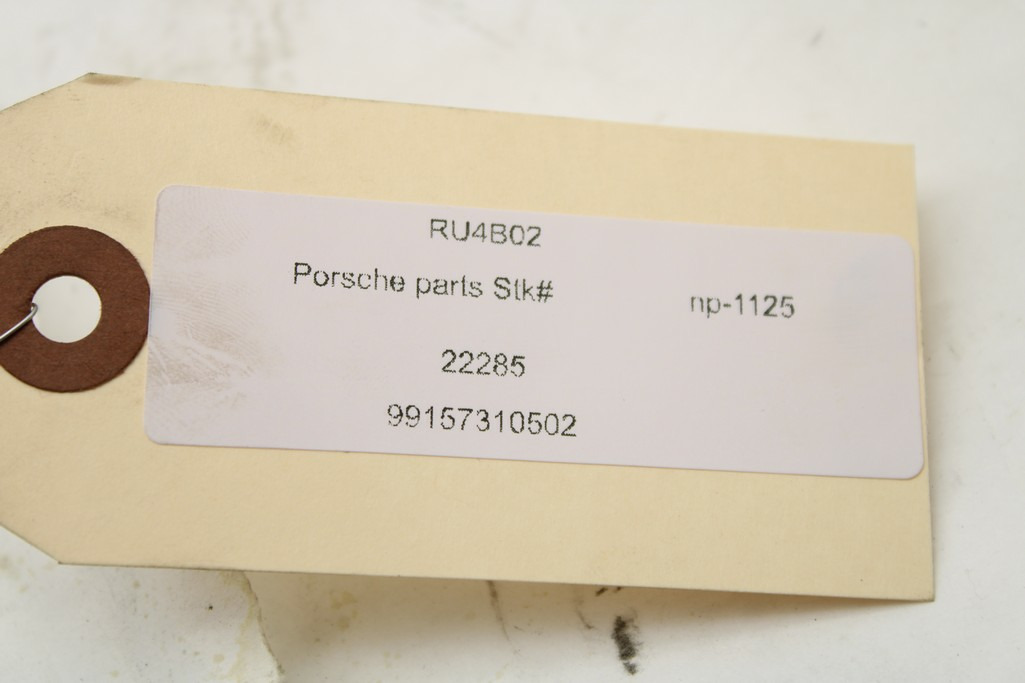 RU4B02
Porsche parts Stk# np-1125
22285
99157310502